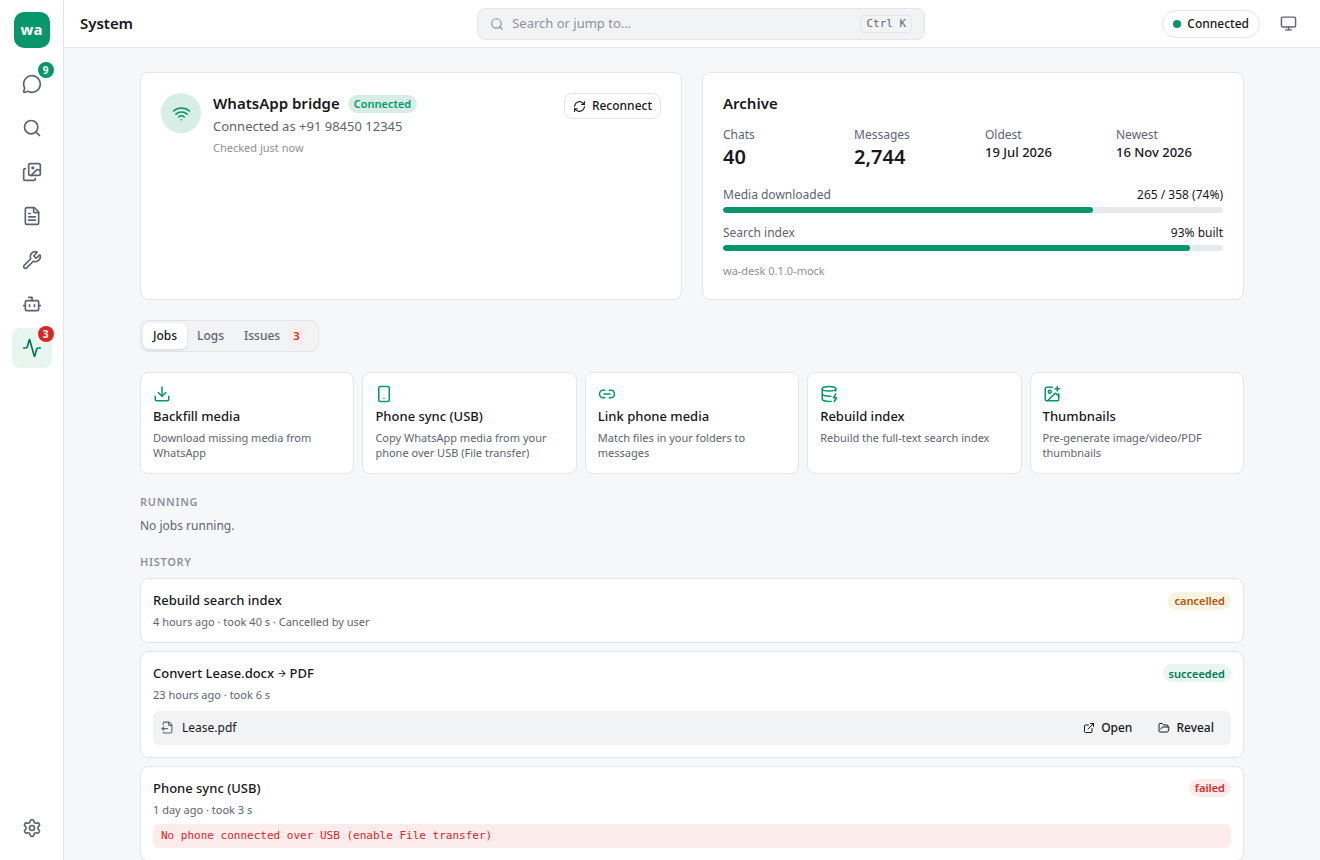 wa
System
Search or jump to...
Ctrl K
Connected
9
3
WhatsApp bridge
Connected
Reconnect
Connected as +91 98450 12345
Checked just now
Archive
Chats
Messages
Oldest
Newest
40
2,744
19 Jul 2026
16 Nov 2026
Media downloaded
265 / 358 (74%)
Search index
93% built
wa-desk 0.1.0-mock
Jobs
Logs
Issues
3
Backfill media
Download missing media from
WhatsApp
Phone sync (USB)
Copy WhatsApp media from your
phone over USB (File transfer)
Link phone media
Match files in your folders to
messages
Rebuild index
Rebuild the full-text search index
Thumbnails
Pre-generate image/video/PDF
thumbnails
RUNNING
No jobs running.
HISTORY
Rebuild search index
cancelled
4 hours ago · took 40 s · Cancelled by user
Convert Lease.docx → PDF
succeeded
23 hours ago · took 6 s
Lease.pdf
Open
Reveal
Phone sync (USB)
failed
1 day ago · took 3 s
No phone connected over USB (enable File transfer)